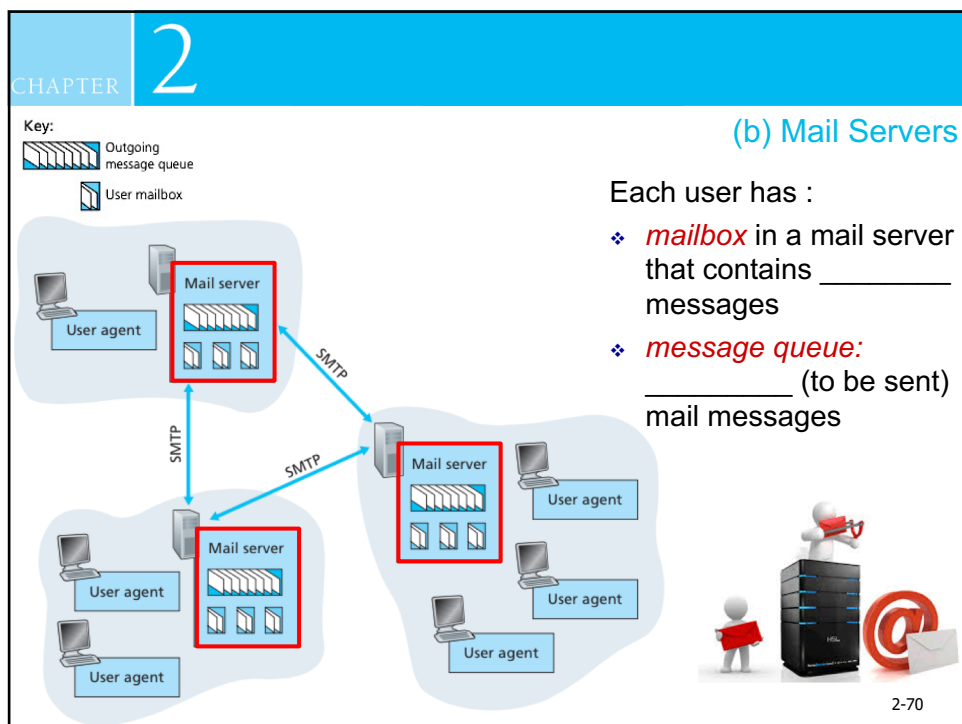 CHAPTER 2
Key:
Outgoing
message queue
User mailbox
(b) Mail Servers
Each user has :
❖ mailbox in a mail server
that contains _________
messages
❖ message queue:
__________ (to be sent)
mail messages
Mail server
User agent
SMTP
SMTP
SMTP
Mail server
User agent
User agent
User agent
Mail server
User agent
User agent
HSL
@
2-70